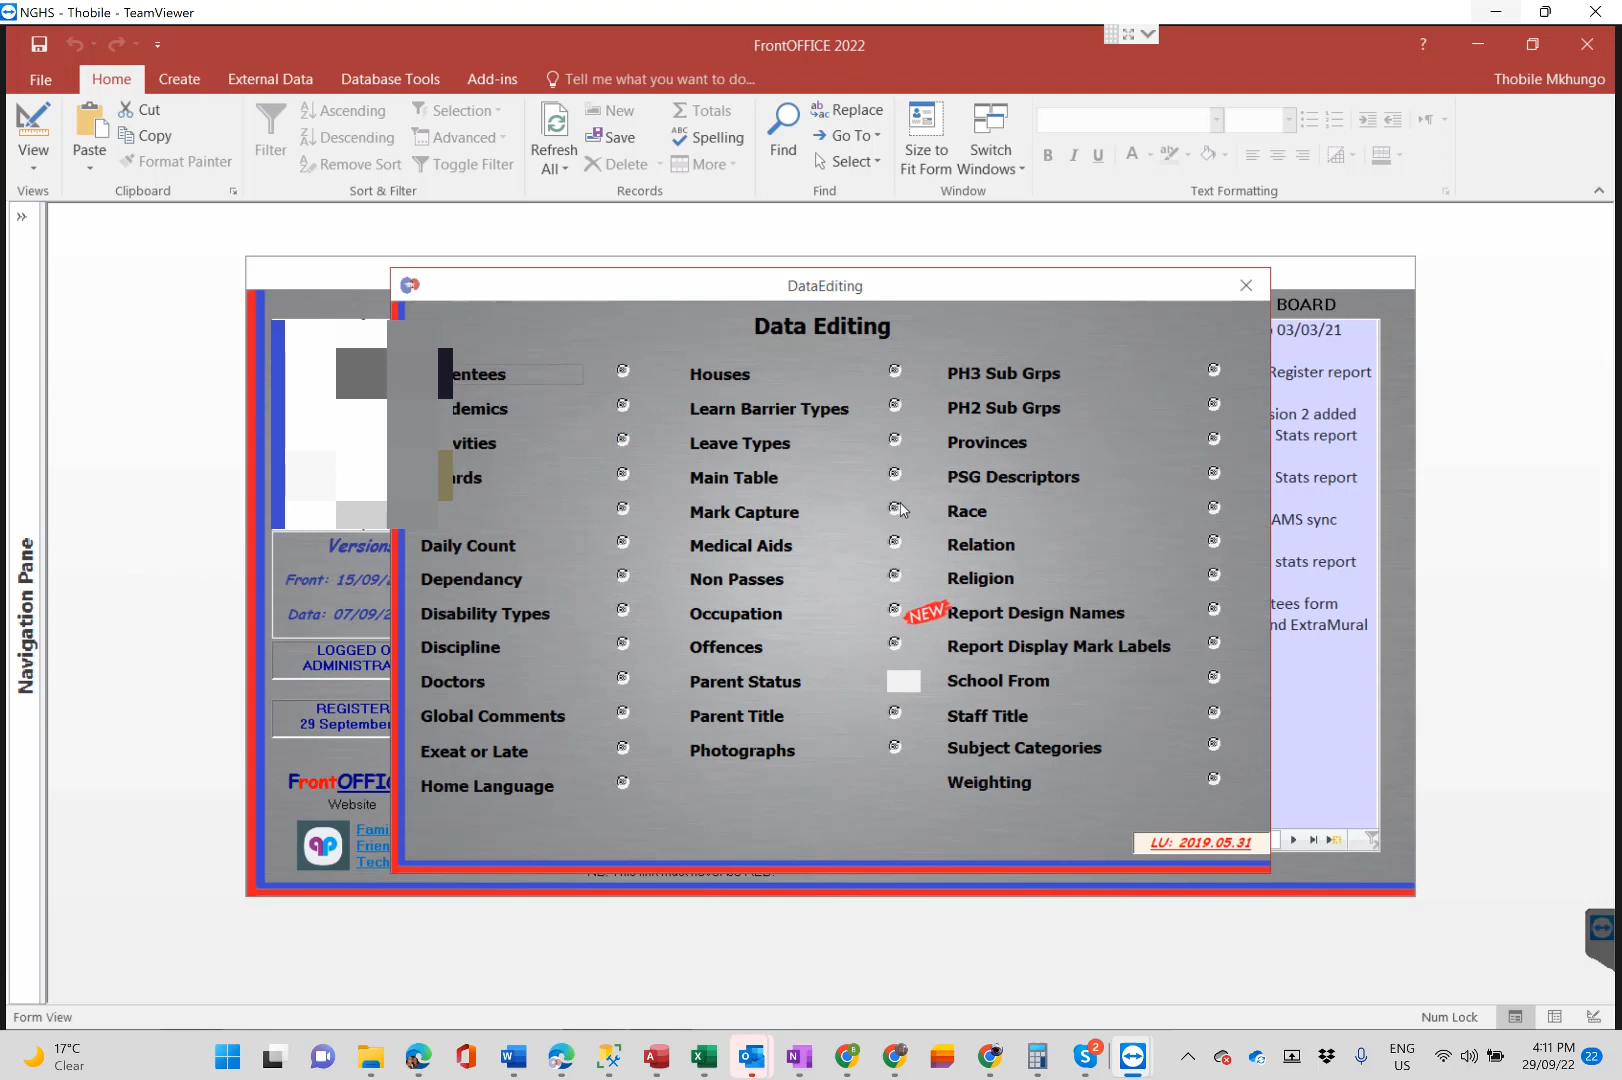 NGHS - Thobile - TeamViewer
FrontOFFICE 2022
File
Home
Create
External Data
Database Tools
Add-ins
Tell me what you want to do...
Thobile Mkhungo
View
Views
Paste
Cut
Copy
Format Painter
Clipboard
Filter
Ascending
Descending
Remove Sort
Selection
Advanced
Toggle Filter
Sort & Filter
Refresh
All
New
Save
Delete
Totals
Spelling
More
Records
Find
Replace
Go To
Select
Find
Size to
Fit Form
Switch
Windows
Window
Text Formatting
Navigation Pane
DataEditing
Data Editing
entees
demics
vities
rds
Daily Count
Dependancy
Disability Types
Discipline
Doctors
Global Comments
Exeat or Late
Home Language
Houses
Learn Barrier Types
Leave Types
Main Table
Mark Capture
Medical Aids
Non Passes
Occupation
Offences
Parent Status
Parent Title
Photographs
PH3 Sub Grps
PH2 Sub Grps
Provinces
PSG Descriptors
Race
Relation
Religion
NEW
Report Design Names
Report Display Mark Labels
School From
Staff Title
Subject Categories
Weighting
LU: 2019.05.31
BOARD
03/03/21
Register report
sion 2 added
Stats report
Stats report
AMS sync
stats report
tees form
nd ExtraMural
Versions
Front: 15/09/2
Data: 07/09/2
LOGGED O
ADMINISTRA
REGISTER
29 September
FrontOFFI
Website
Fami
Frien
Tech
Form View
Num Lock
17°C
Clear
2
ENG
US
4:11 PM
29/09/22
22